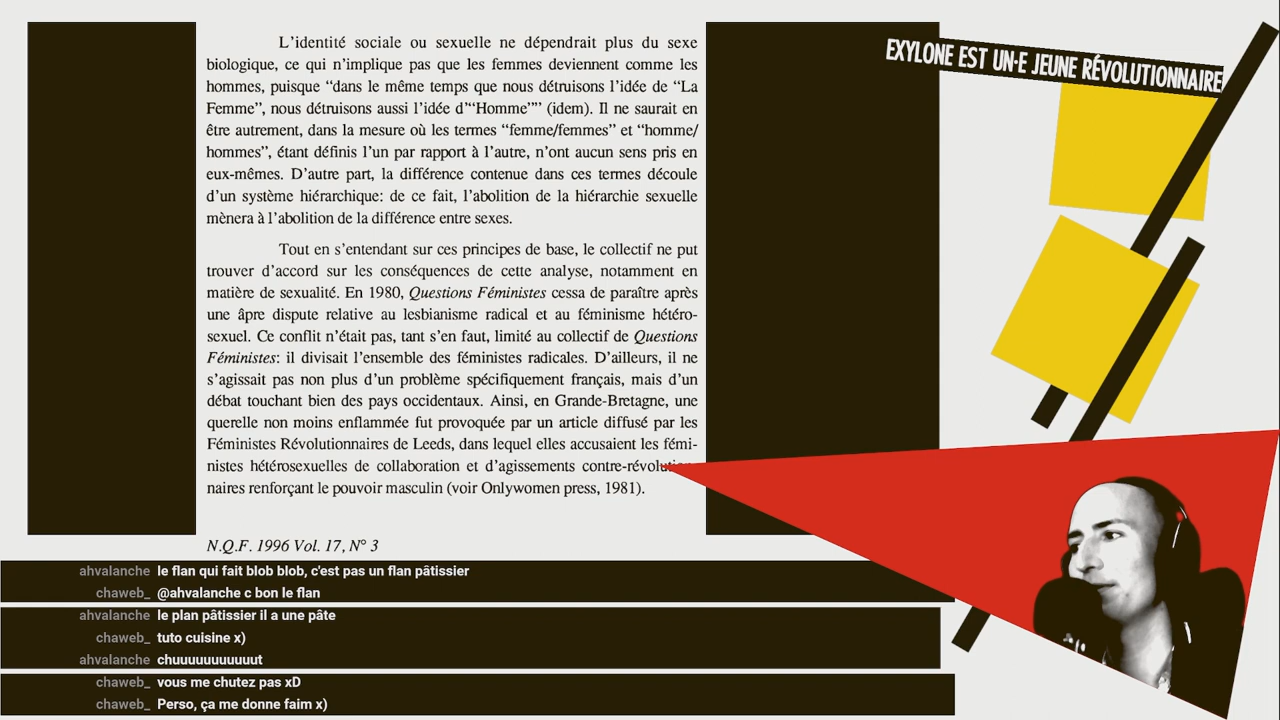 EXYLONE EST UN·E JEUNE RÉVOLUTIONNAIRE
L’identité sociale ou sexuelle ne dépendrait plus du sexe
biologique, ce qui n’implique pas que les femmes deviennent comme les
hommes, puisque “dans le même temps que nous détruisons l’idée de “La
Femme”, nous détruisons aussi l’idée d’“Homme”” (idem). Il ne saurait en
être autrement, dans la mesure où les termes “femme/femmes” et “homme/
hommes”, étant définis l’un par rapport à l’autre, n’ont aucun sens pris en
eux-mêmes. D’autre part, la différence contenue dans ces termes découle
d’un système hiérarchique: de ce fait, l’abolition de la hiérarchie sexuelle
mènera à l’abolition de la différence entre sexes.
Tout en s’entendant sur ces principes de base, le collectif ne put
trouver d’accord sur les conséquences de cette analyse, notamment en
matière de sexualité. En 1980, Questions Féministes cessa de paraître après
une âpre dispute relative au lesbianisme radical et au féminisme hétéro-
sexuel. Ce conflit n’était pas, tant s’en faut, limité au collectif de Questions
Féministes: il divisait l’ensemble des féministes radicales. D’ailleurs, il ne
s’agissait pas non plus d’un problème spécifiquement français, mais d’un
débat touchant bien des pays occidentaux. Ainsi, en Grande-Bretagne, une
querelle non moins enflammée fut provoquée par un article diffusé par les
Féministes Révolutionnaires de Leeds, dans lequel elles accusaient les fémi-
nistes hétérosexuelles de collaboration et d’agissements contre-révolution-
naires renforçant le pouvoir masculin (voir Onlywomen press, 1981).
N.Q.F. 1996 Vol. 17, N° 3
ahvalanche le flan qui fait blob blob, c'est pas un flan pâtissier
chaweb_ @ahvalanche c bon le flan
ahvalanche le plan pâtissier il a une pâte
chaweb_ tuto cuisine x)
ahvalanche chuuuuuuuuuuut
chaweb_ vous me chutez pas xD
chaweb_ Perso, ça me donne faim x)